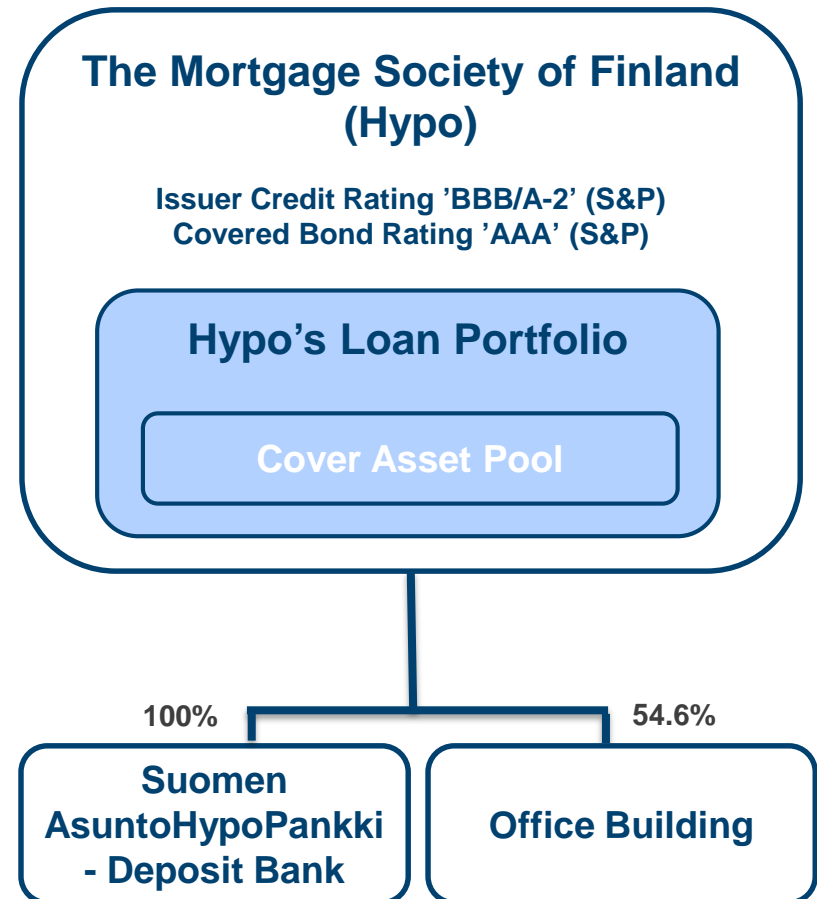 The Mortgage Society of Finland
(Hypo)
Issuer Credit Rating ’BBB/A-2’ (S&P)
Covered Bond Rating ’AAA’ (S&P)
Hypo’s Loan Portfolio
Cover Asset Pool
100%
54.6%
Suomen
AsuntoHypoPankki
- Deposit Bank
Office Building